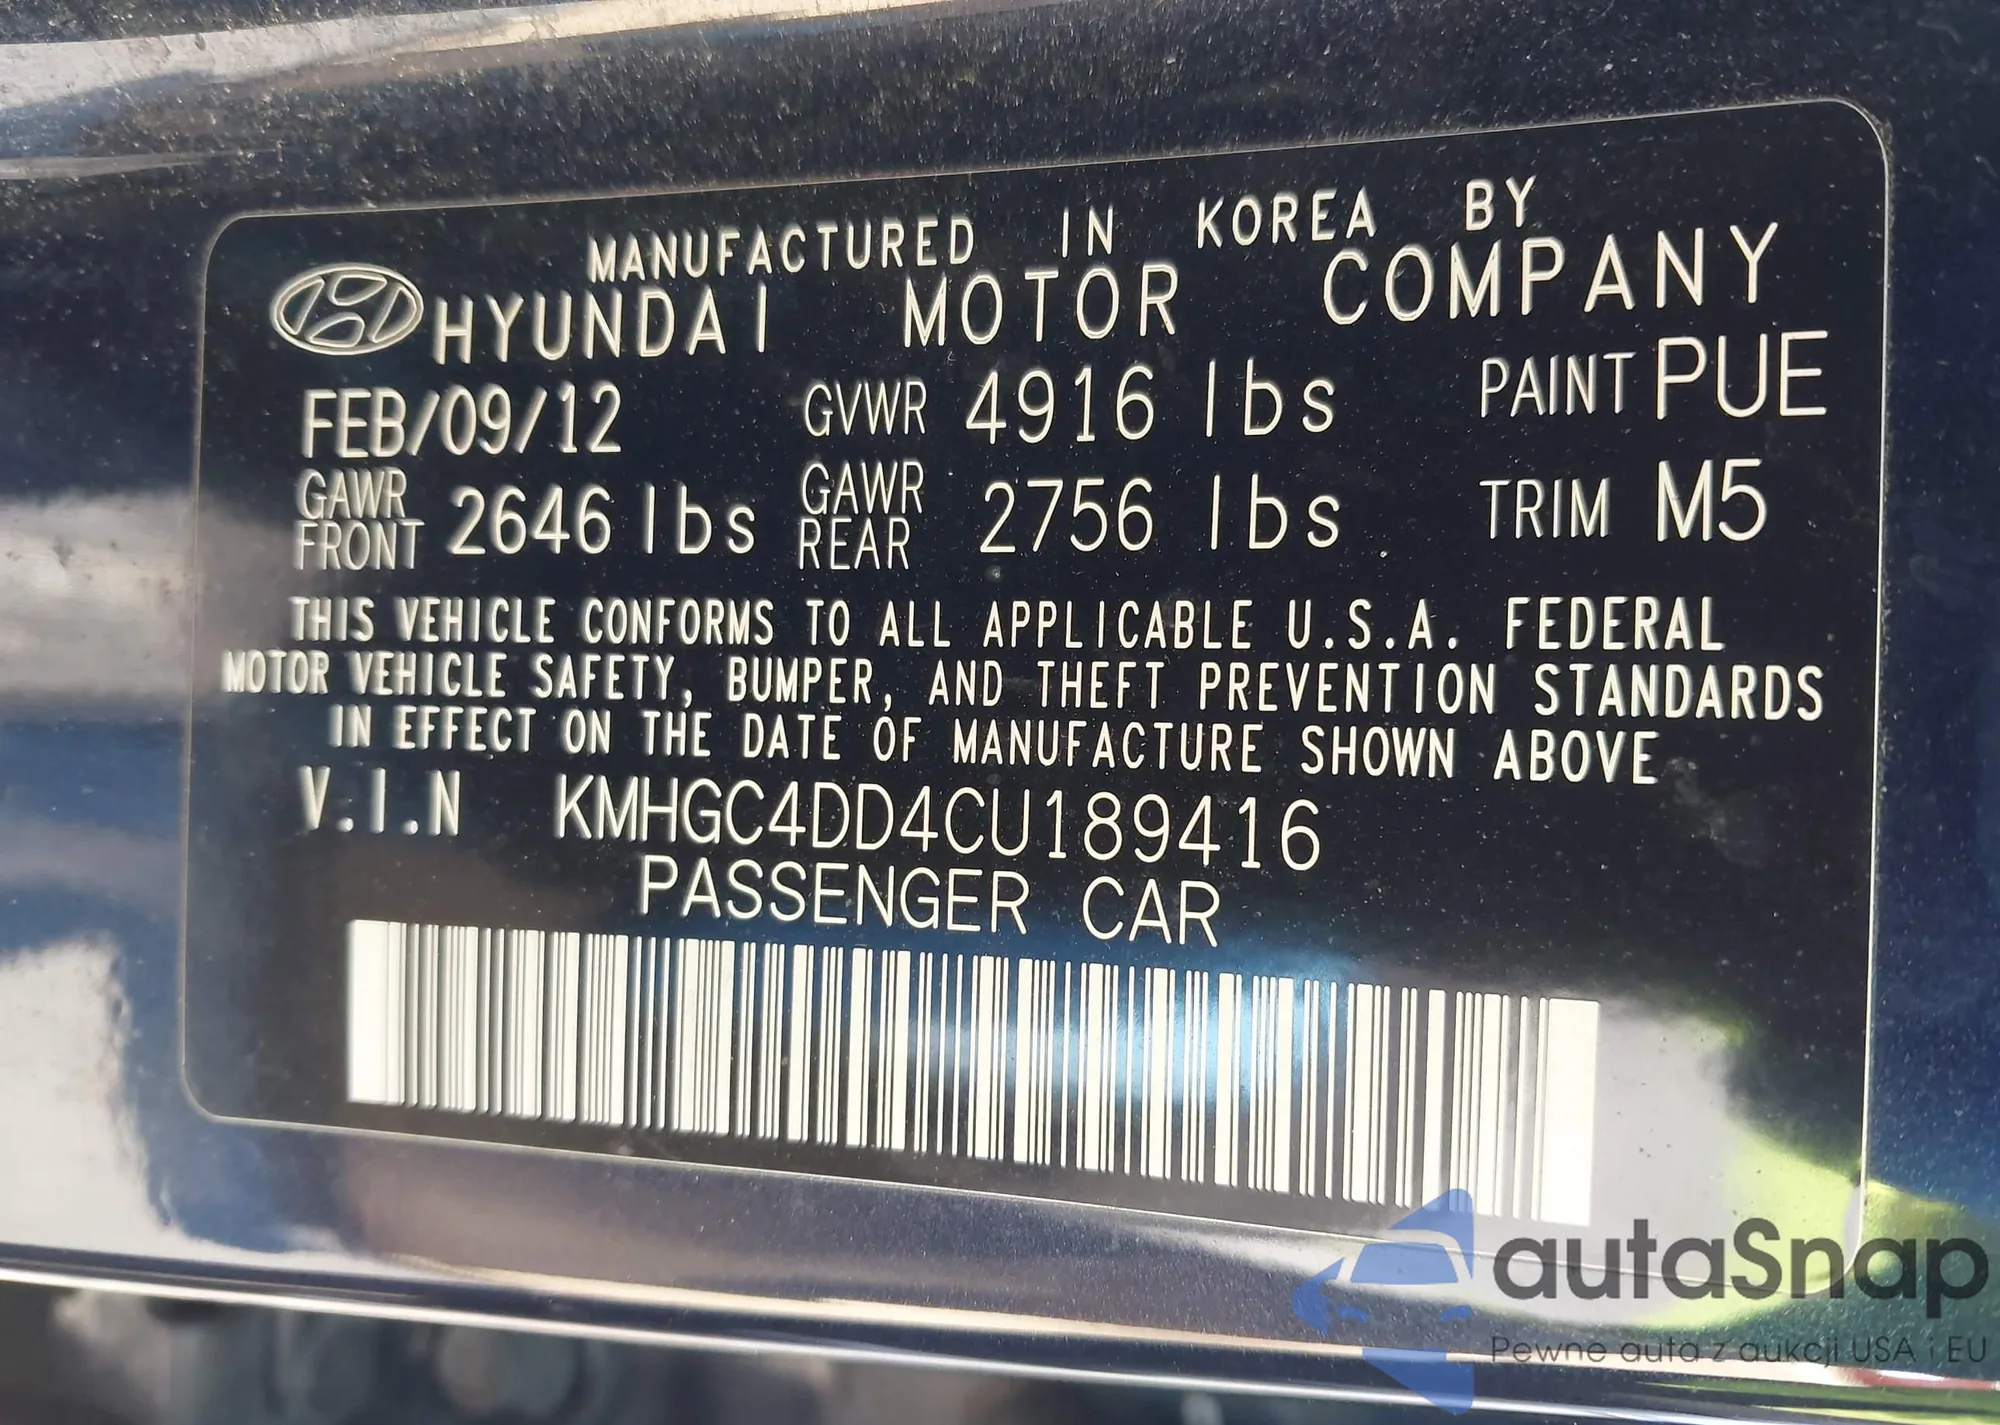 MANUFACTURED IN KOREA BY
HYUNDAI MOTOR COMPANY
FEB/09/12 GVWR 4916 lbs PAINT PUE
GAWR FRONT 2646 lbs GAWR REAR 2756 lbs TRIM M5
THIS VEHICLE CONFORMS TO ALL APPLICABLE U.S.A. FEDERAL
MOTOR VEHICLE SAFETY, BUMPER, AND THEFT PREVENTION STANDARDS
IN EFFECT ON THE DATE OF MANUFACTURE SHOWN ABOVE
V.I.N KMHGC4DD4CU189416
PASSENGER CAR
autaSnap
Pewne auta z aukcji USA i EU